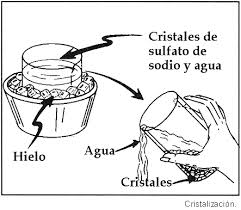 Cristales de
sulfato de
sodio y agua
Hielo
Agua
Cristales
Cristalización.